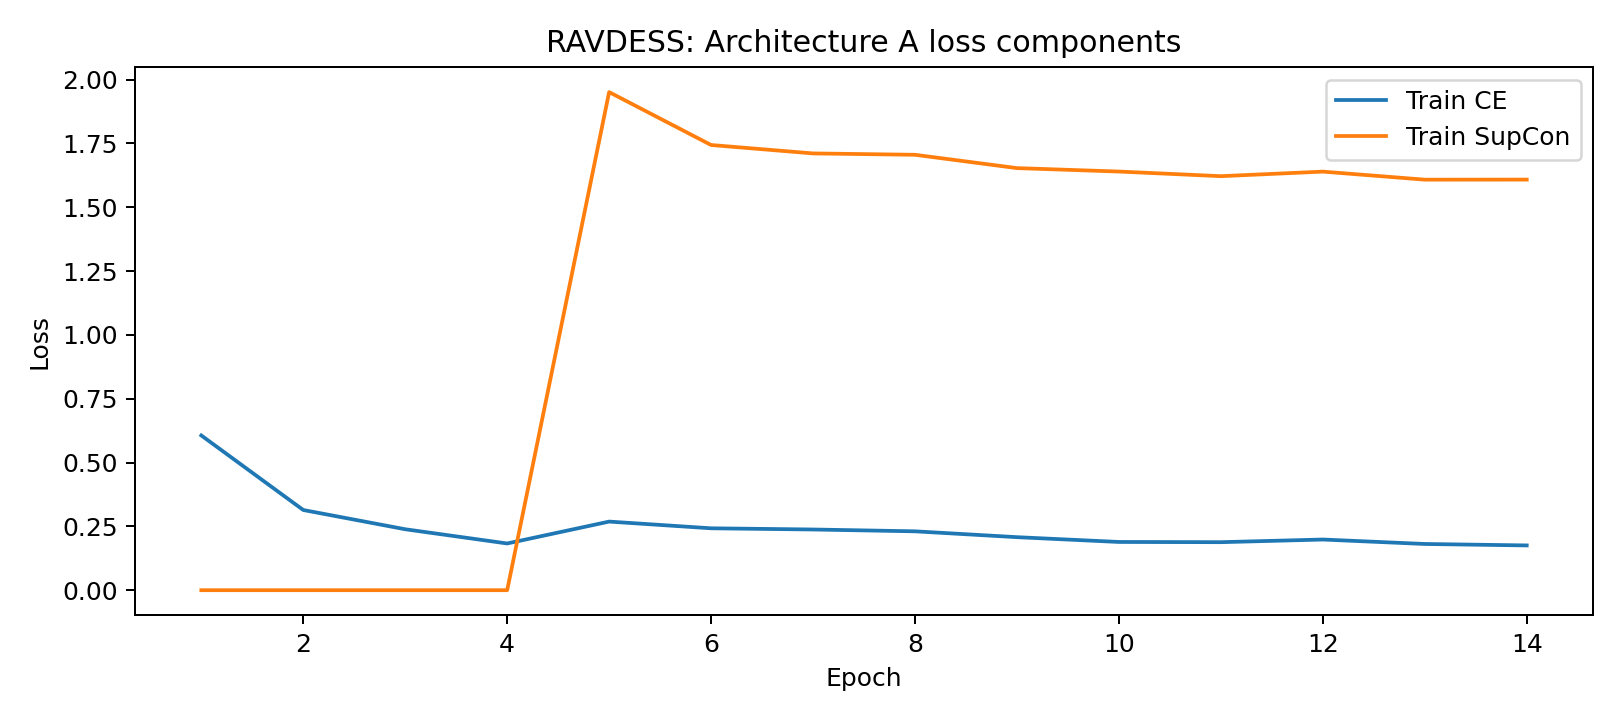 RAVDESS: Architecture A loss components
Train CE
Train SupCon
2.00
1.75
1.50
1.25
1.00
0.75
0.50
0.25
0.00
Loss
2 4 6 8 10 12 14
Epoch